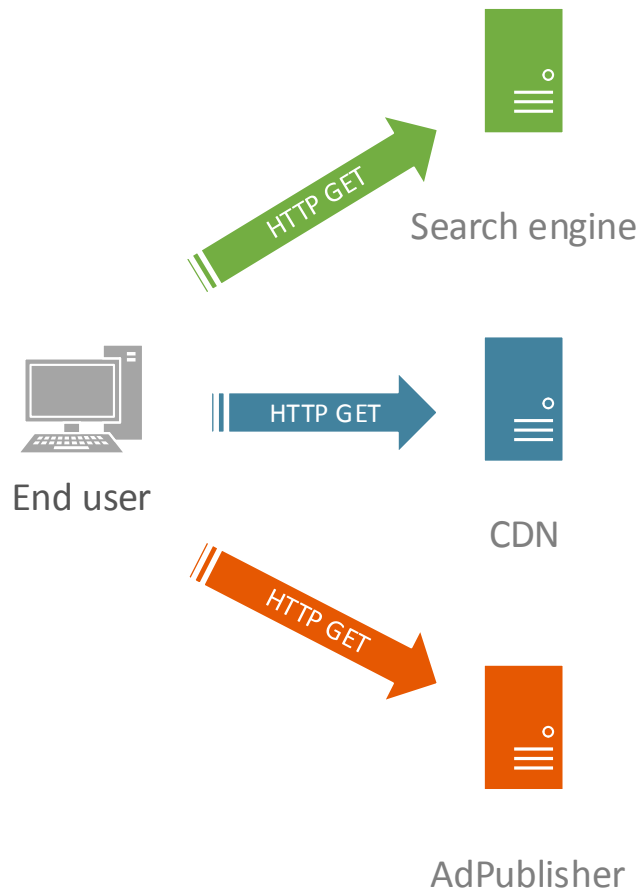 HTTP GET
Search engine
HTTP GET
End user
CDN
HTTP GET
AdPublisher